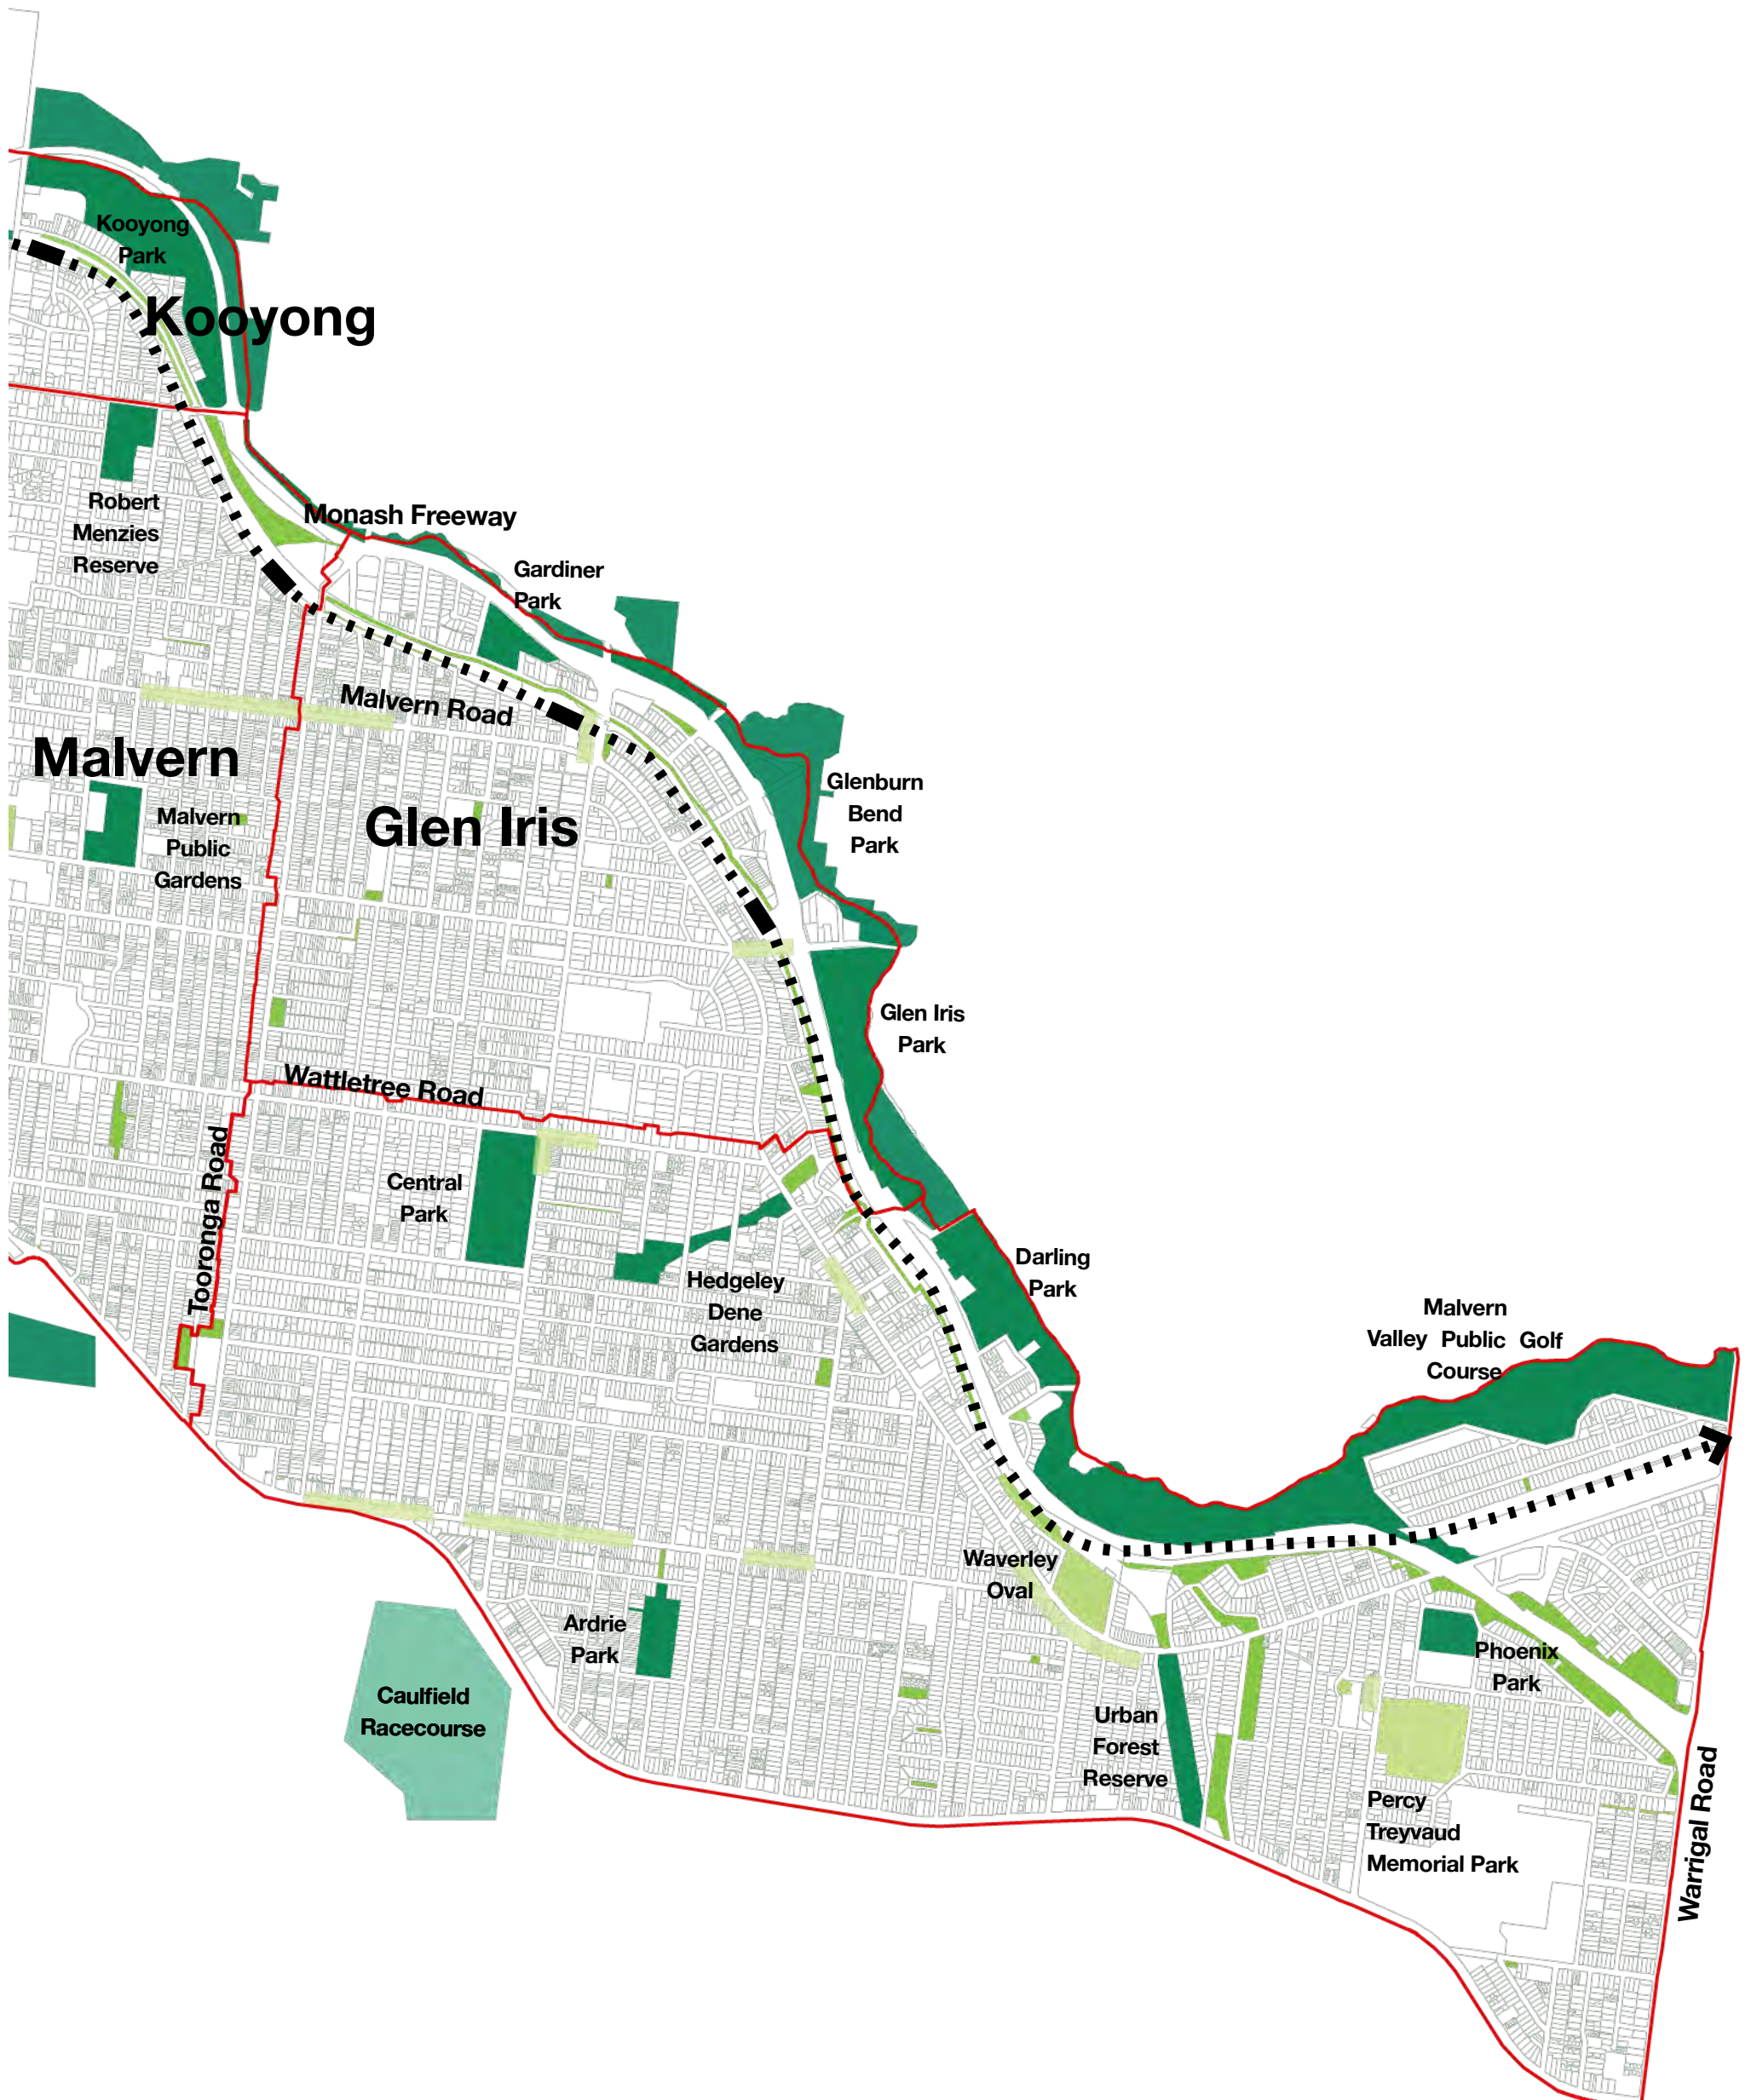 Kooyong
Park
Kooyong
Robert
Menzies
Reserve
Monash Freeway
Gardiner
Park
Malvern Road
Malvern
Glen Iris
Malvern
Public
Gardens
Glenburn
Bend
Park
Glen Iris
Park
Wattletree Road
Tooronga Road
Central
Park
Hedgeley
Dene
Gardens
Darling
Park
Malvern
Valley Public Golf
Course
Waverley
Oval
Ardrie
Park
Phoenix
Park
Caulfield
Racecourse
Urban
Forest
Reserve
Percy
Treyvaud
Memorial Park
Warrigal Road